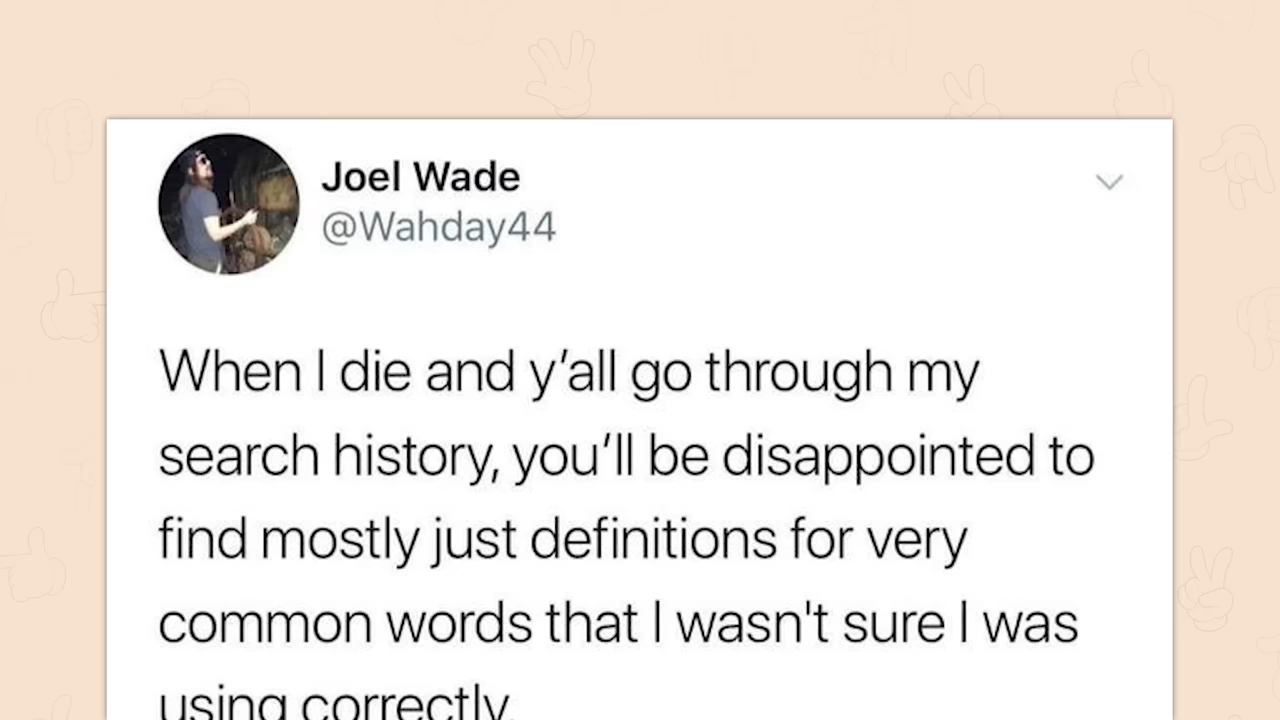 Joel Wade
@Wahday44
When I die and y’all go through my
search history, you’ll be disappointed to
find mostly just definitions for very
common words that I wasn't sure I was
using correctly.